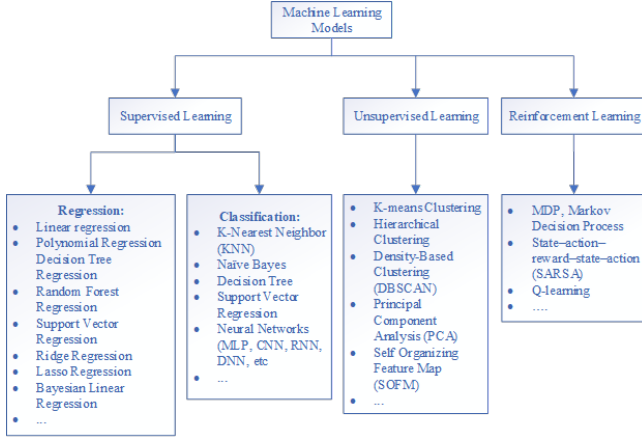 Machine Learning
Models
Supervised Learning
Unsupervised Learning
Reinforcement Learning
Regression:
• Linear regression
• Polynomial Regression
Decision Tree
Regression
• Random Forest
Regression
• Support Vector
Regression
• Ridge Regression
• Lasso Regression
• Bayesian Linear
Regression
• ...
Classification:
• K-Nearest Neighbor
(KNN)
• Naïve Bayes
• Decision Tree
• Support Vector
Regression
• Neural Networks
(MLP, CNN, RNN,
DNN, etc
• ...
• K-means Clustering
• Hierarchical
Clustering
• Density-Based
Clustering
(DBSCAN)
• Principal
Component
Analysis (PCA)
• Self Organizing
Feature Map
(SOFM)
• ...
• MDP, Markov
Decision Process
• State–action–
reward–state–action
(SARSA)
• Q-learning
• ....